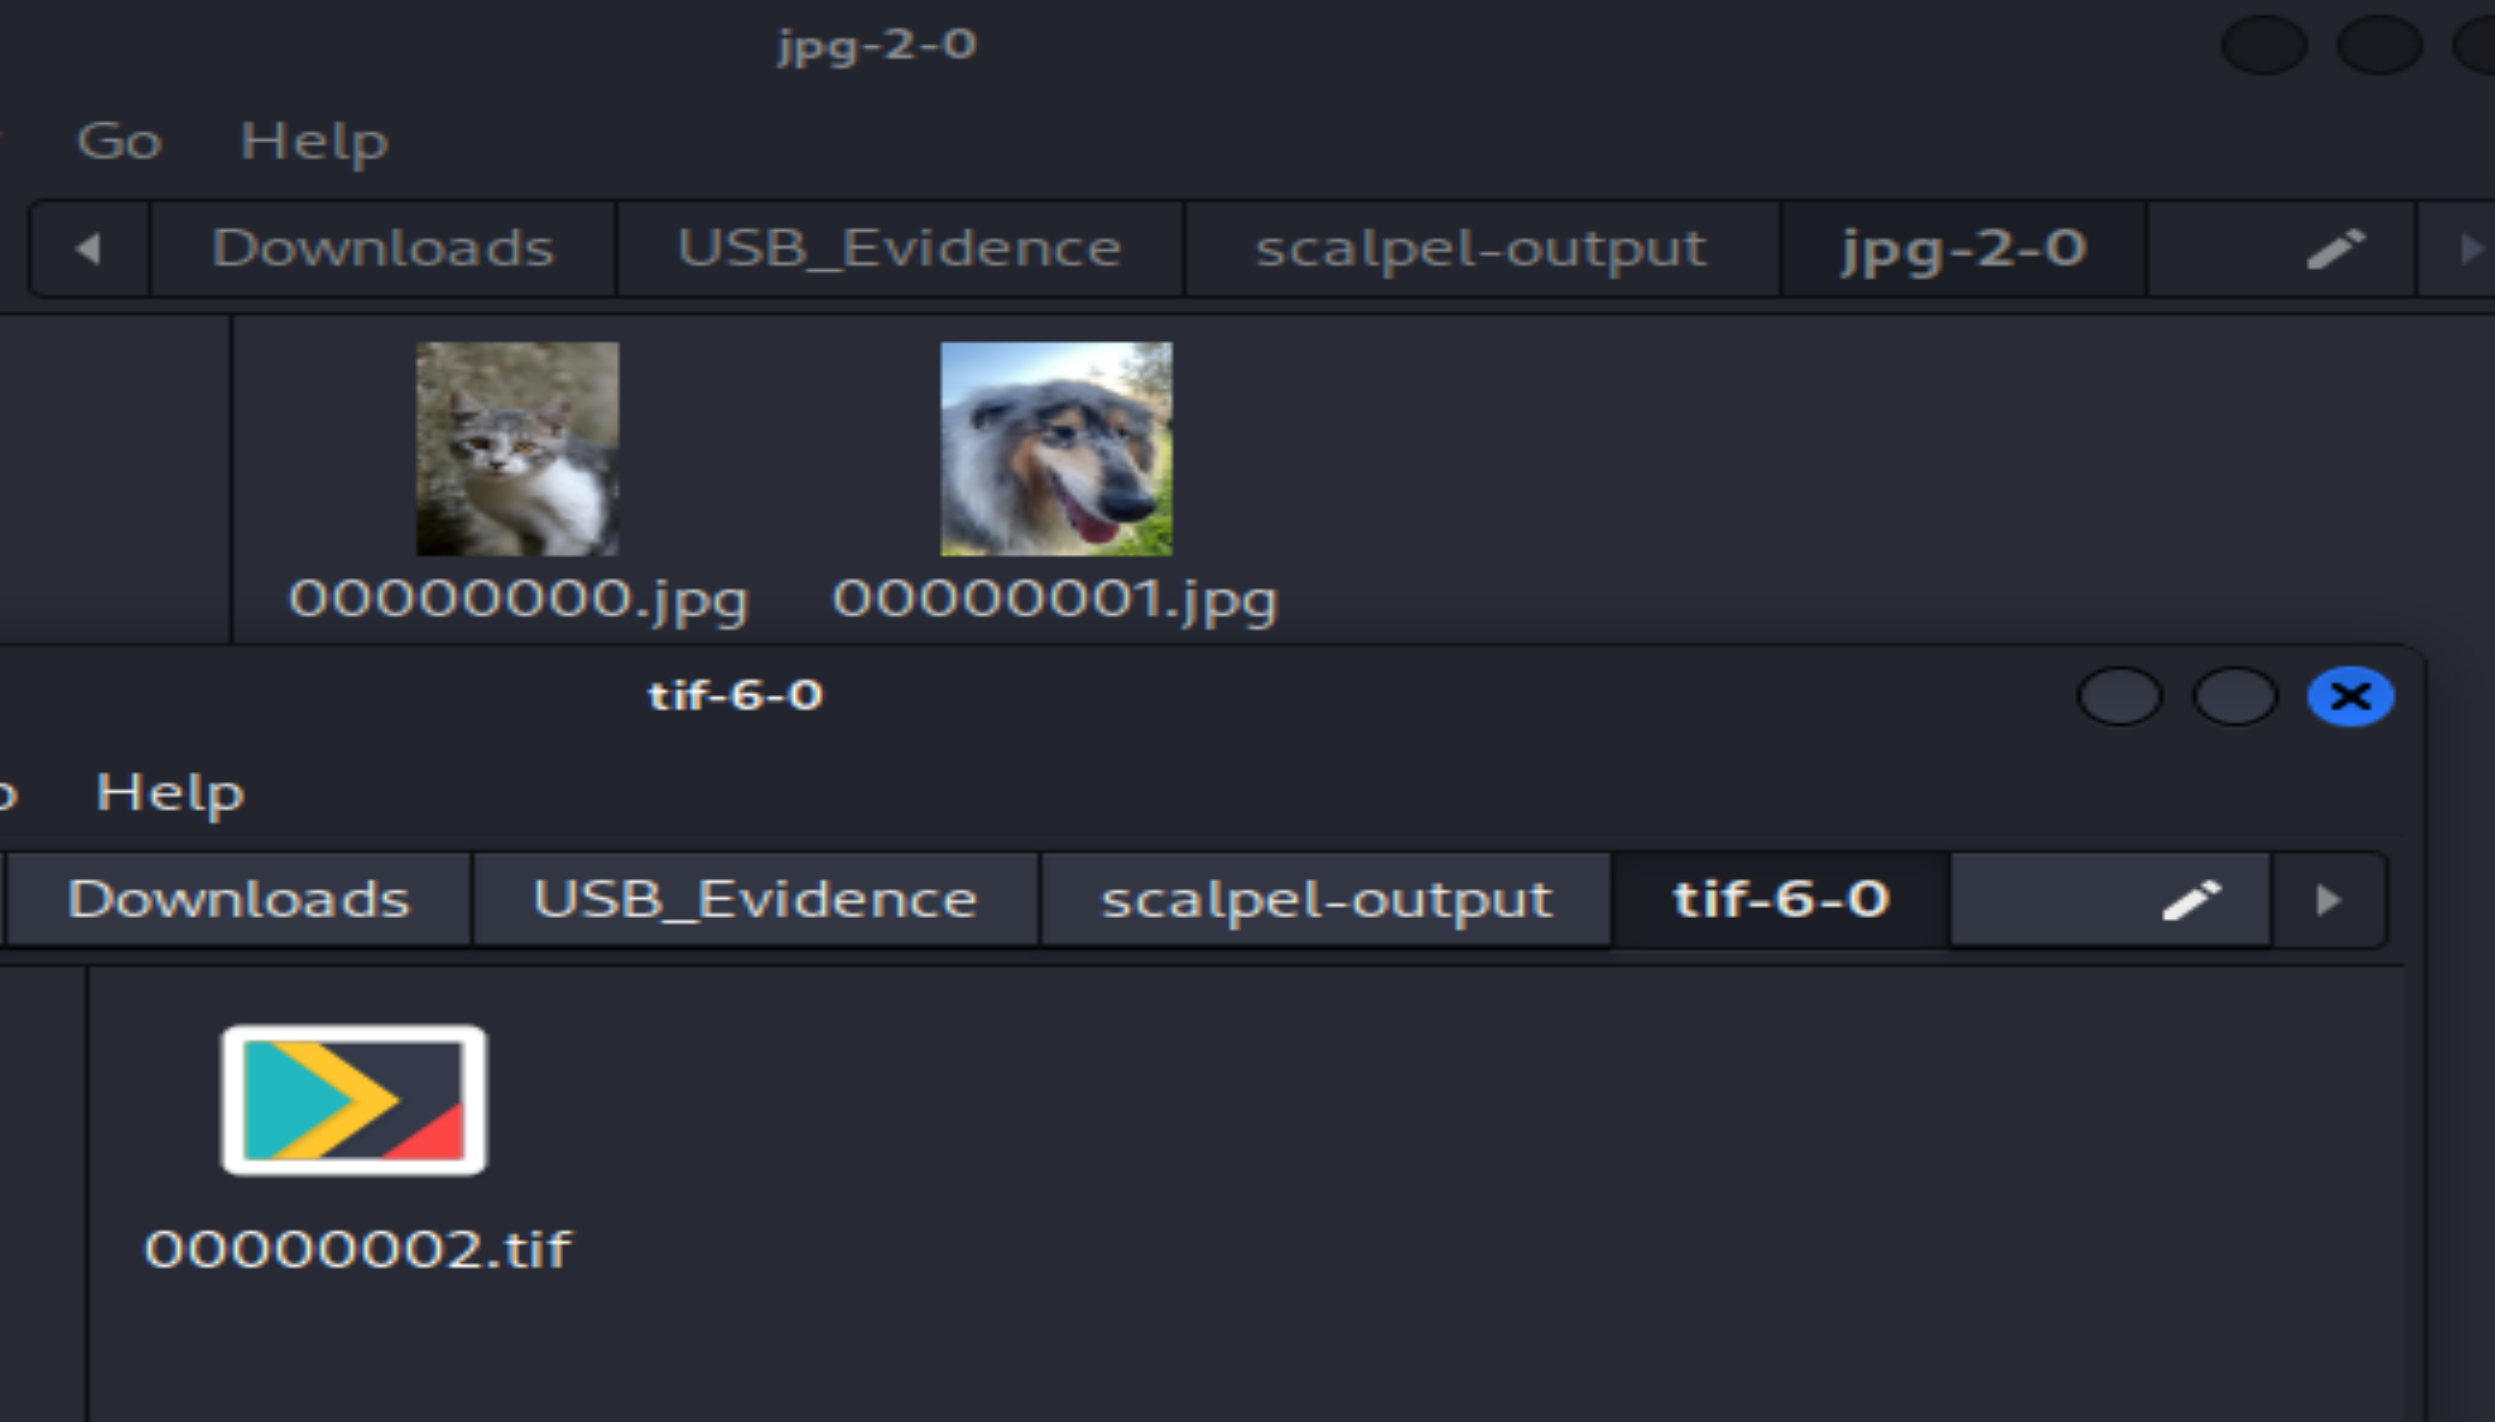 jpg-2-0
Go Help
Downloads USB_Evidence scalpel-output jpg-2-0
00000000.jpg 00000001.jpg
tif-6-0
Help
Downloads USB_Evidence scalpel-output tif-6-0
00000002.tif